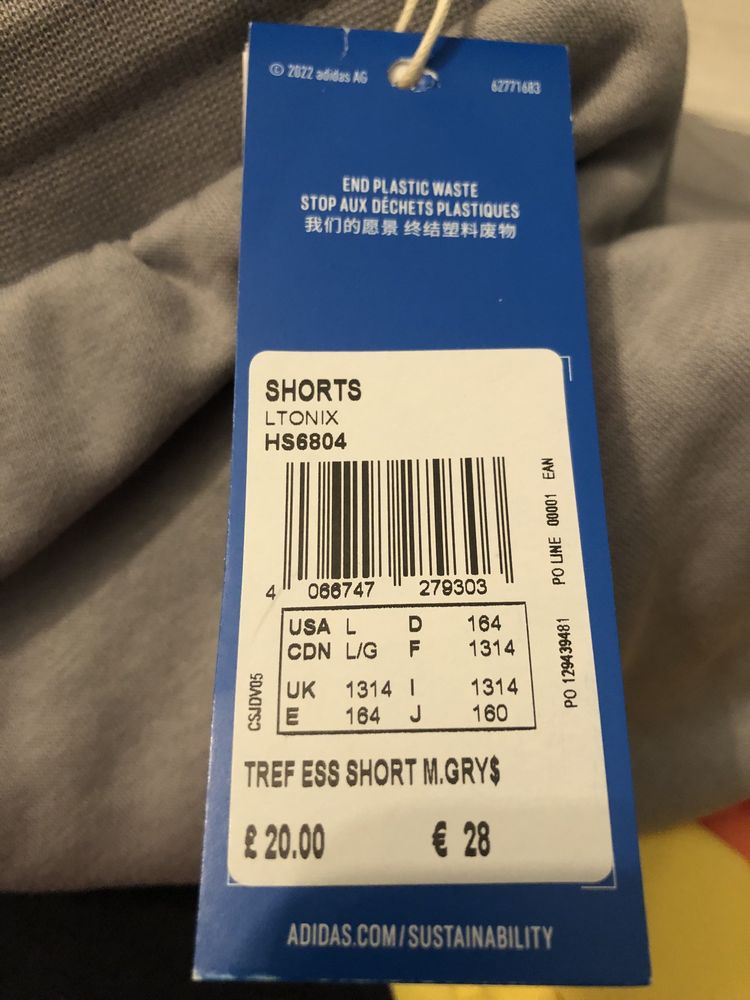 © 2022 adidas AG
62771683
END PLASTIC WASTE
STOP AUX DÉCHETS PLASTIQUES
我们的愿景 终结塑料废物
SHORTS
LTONIX
HS6804
4 066747 279303
PO LINE 00001 EAN
PO 129439481
CSJDV05
USA L D 164
CDN L/G F 1314
UK 1314 I 1314
E 164 J 160
TREF ESS SHORT M.GRY$
£ 20.00 € 28
ADIDAS.COM/SUSTAINABILITY